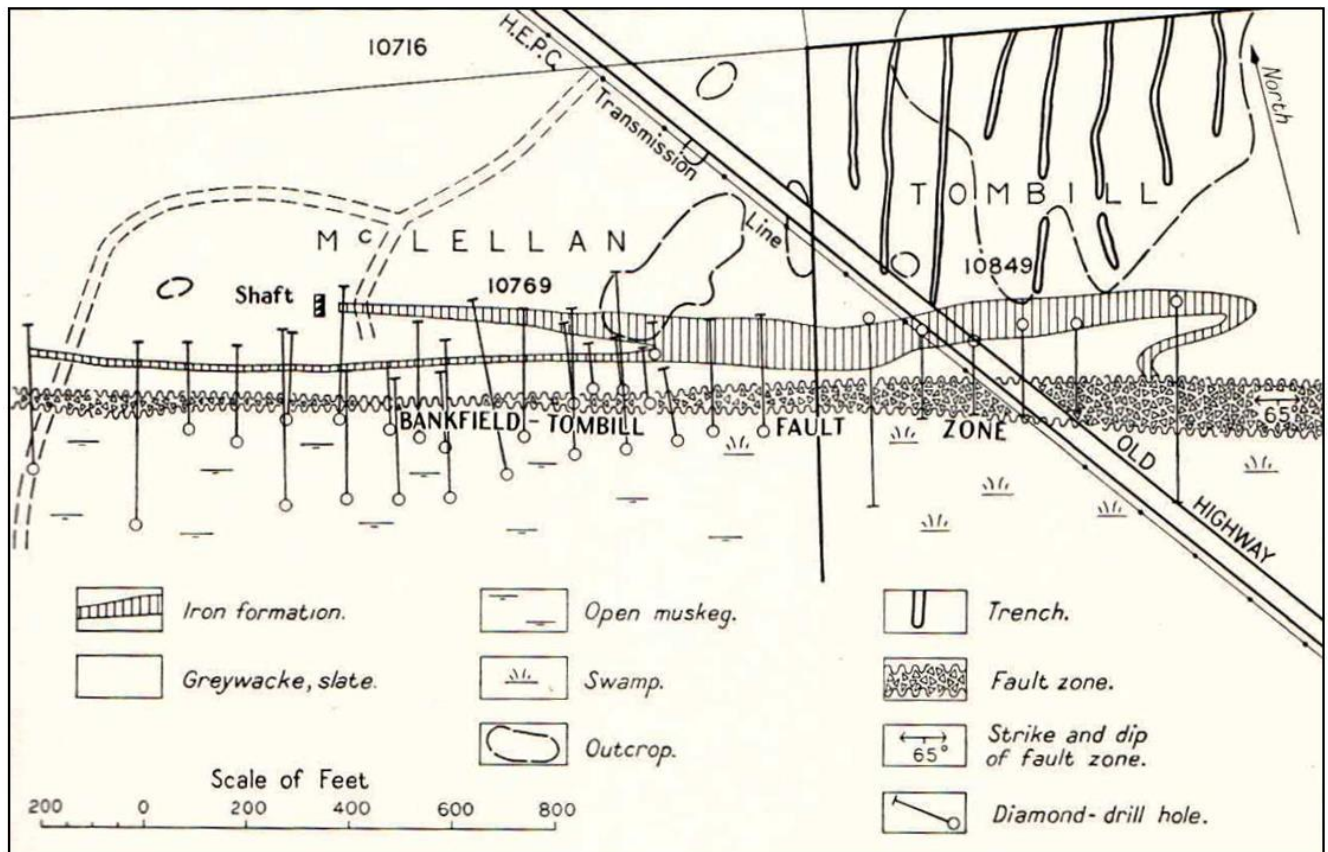 10716
H.E.P.C.
Transmission
Line
North
TOMBILL
10849
McLELLAN
10769
Shaft
BANKFIELD - TOMBILL FAULT ZONE
65°
OLD
HIGHWAY
Iron formation.
Greywacke, slate.
Open muskeg.
Swamp.
Outcrop.
Trench.
Fault zone.
65°
Strike and dip
of fault zone.
Diamond-drill hole.
Scale of Feet
200 0 200 400 600 800